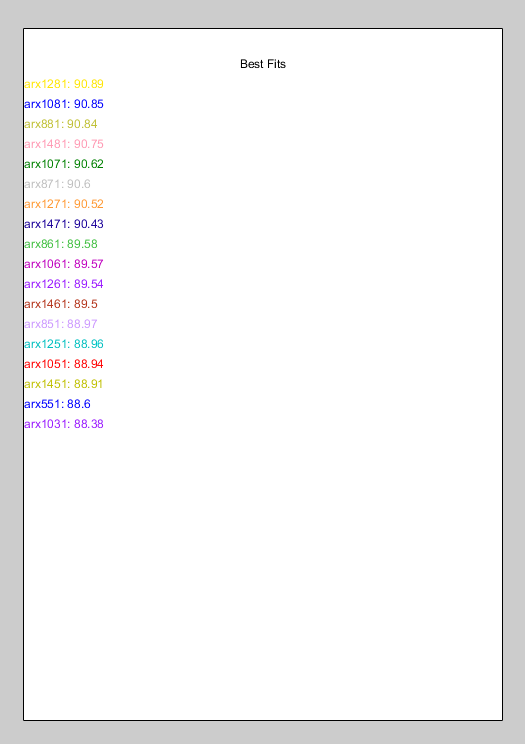 Best Fits
arx1281: 90.89
arx1081: 90.85
arx881: 90.84
arx1481: 90.75
arx1071: 90.62
arx871: 90.6
arx1271: 90.52
arx1471: 90.43
arx861: 89.58
arx1061: 89.57
arx1261: 89.54
arx1461: 89.5
arx851: 88.97
arx1251: 88.96
arx1051: 88.94
arx1451: 88.91
arx551: 88.6
arx1031: 88.38